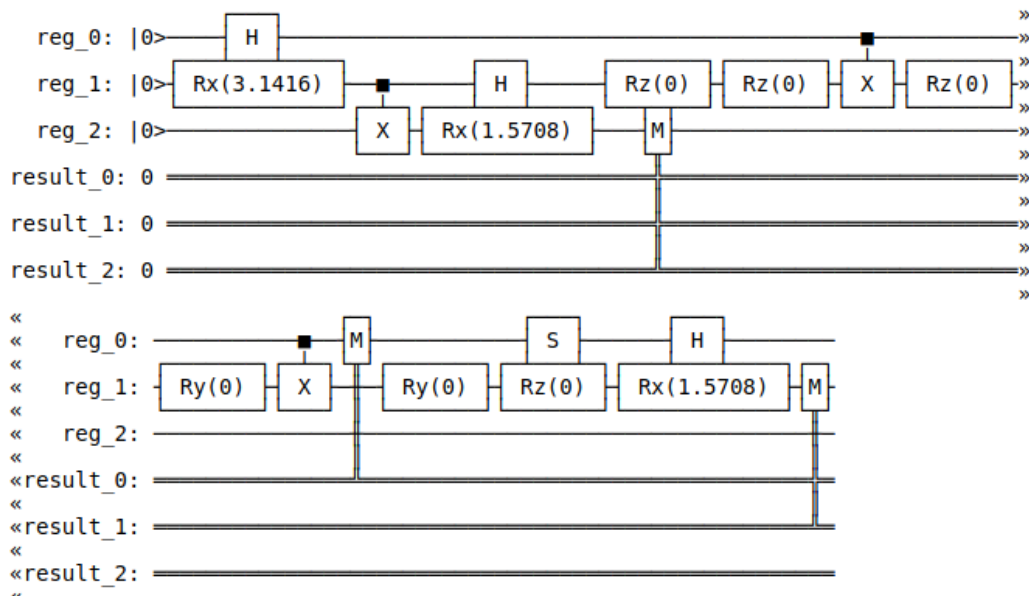 H
reg_0: |0>
reg_1: |0> Rx(3.1416) H Rz(0) Rz(0) X Rz(0)
reg_2: |0> X Rx(1.5708) M
result_0: 0
result_1: 0
result_2: 0
« reg_0: M S H
« reg_1: Ry(0) X Ry(0) Rz(0) Rx(1.5708) M
« reg_2:
«result_0:
«result_1:
«result_2: